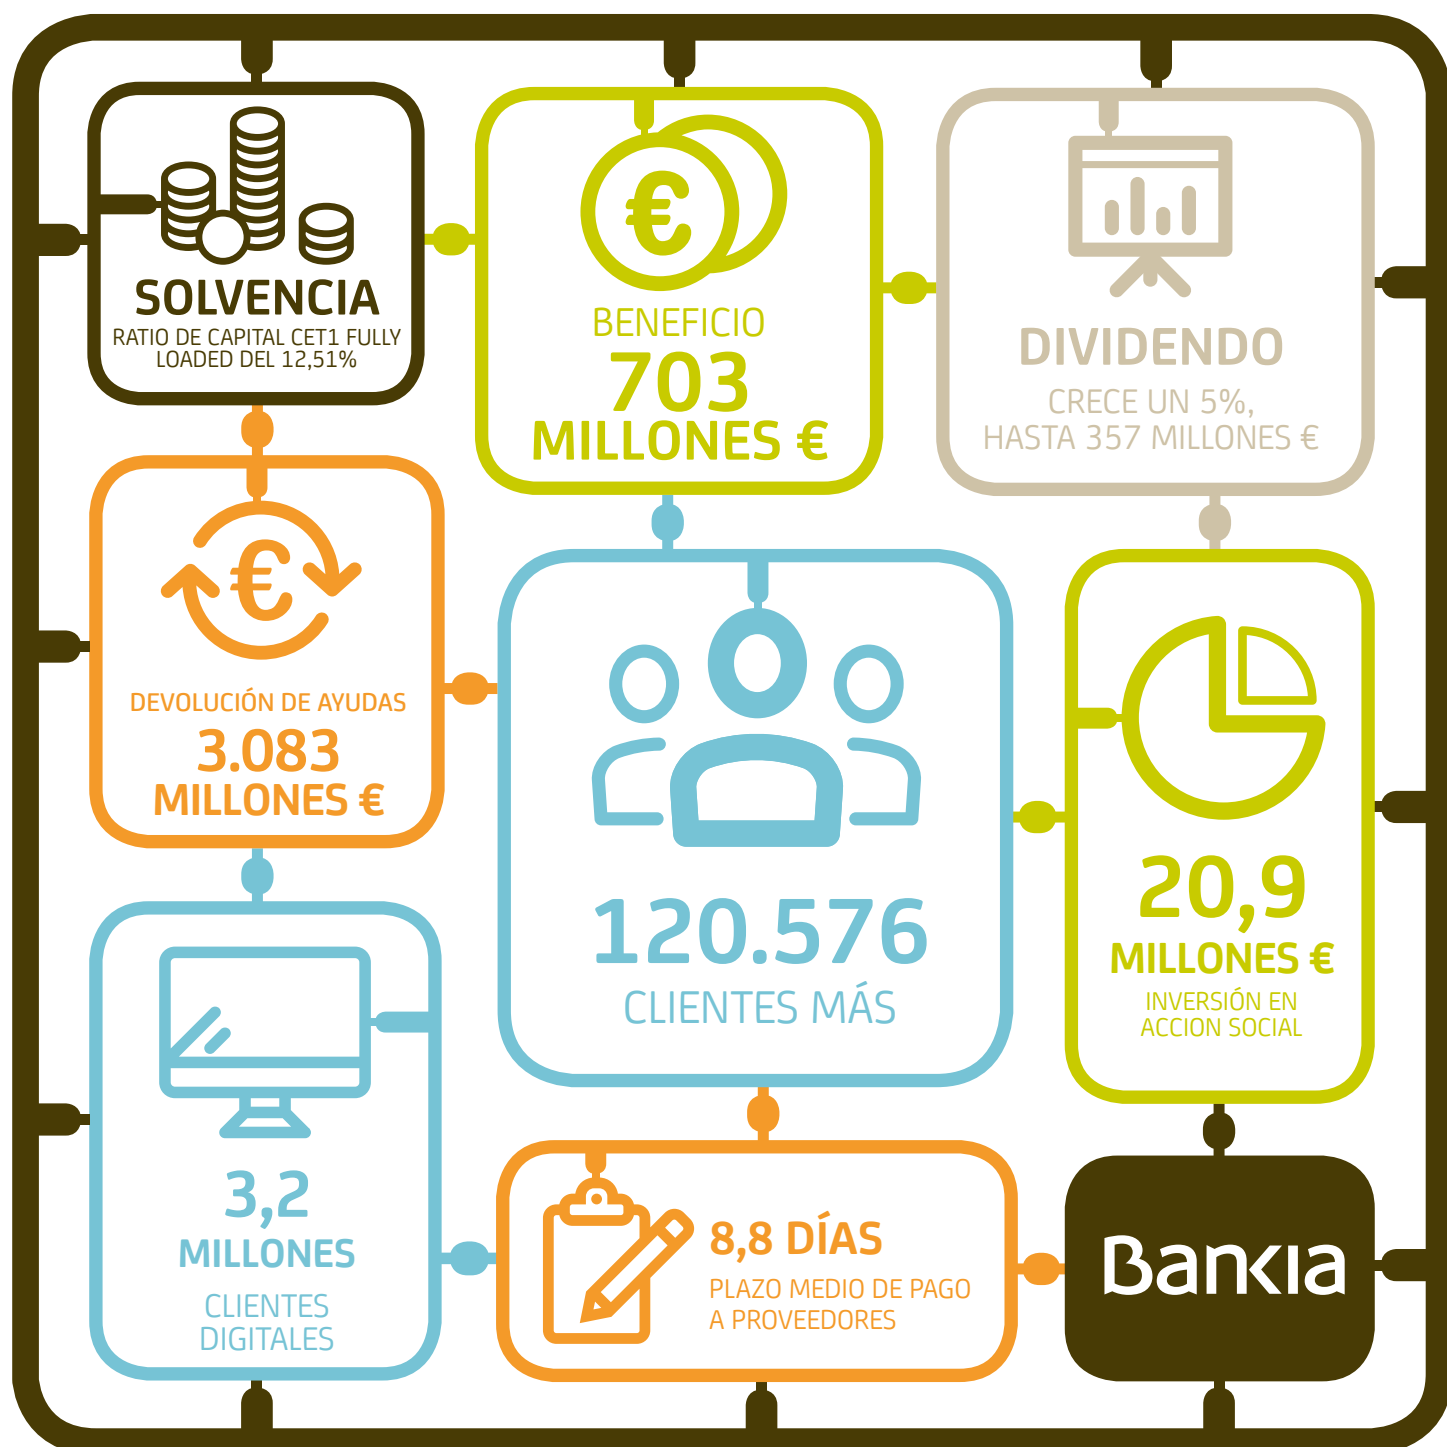 SOLVENCIA
RATIO DE CAPITAL CET1 FULLY
LOADED DEL 12,51%
€
BENEFICIO
703
MILLONES €
DIVIDENDO
CRECE UN 5%,
HASTA 357 MILLONES €
€
DEVOLUCIÓN DE AYUDAS
3.083
MILLONES €
120.576
CLIENTES MÁS
20,9
MILLONES €
INVERSIÓN EN
ACCION SOCIAL
3,2
MILLONES
CLIENTES
DIGITALES
8,8 DÍAS
PLAZO MEDIO DE PAGO
A PROVEEDORES
Bankia